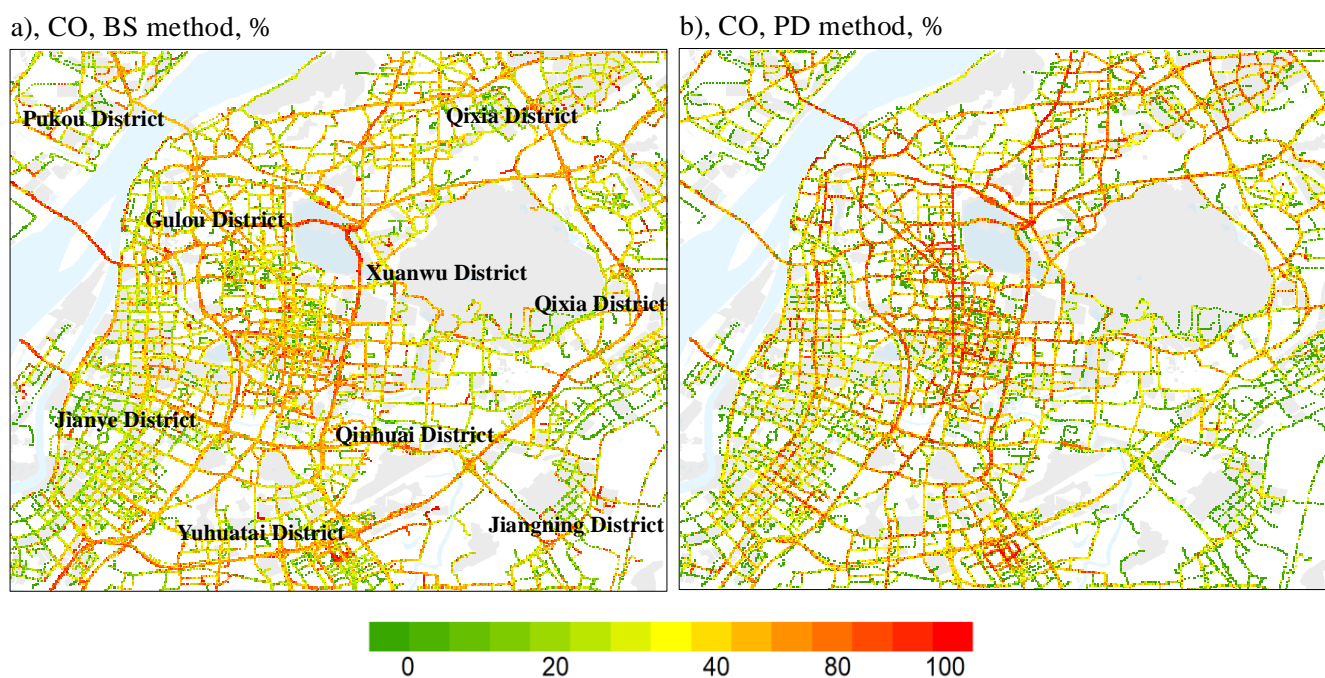 a), CO, BS method, %
b), CO, PD method, %
Pukou District
Qixia District
Gulou District
Xuanwu District
Qixia District
Jianye District
Qinhuai District
Yuhuatai District
Jiangning District
0 20 40 80 100